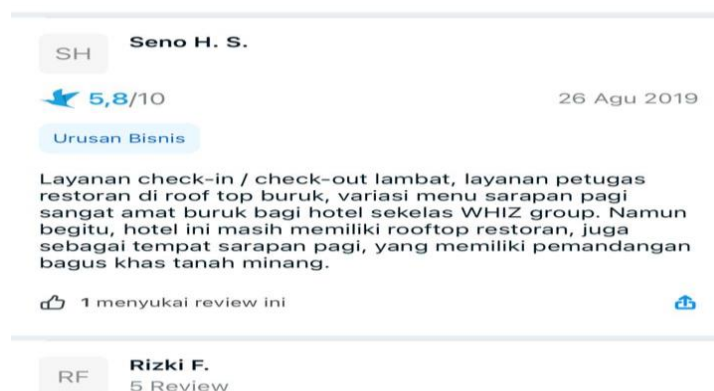 SH
Seno H. S.
5,8/10
26 Agu 2019
Urusan Bisnis
Layanan check-in / check-out lambat, layanan petugas
restoran di roof top buruk, variasi menu sarapan pagi
sangat amat buruk bagi hotel sekelas WHIZ group. Namun
begitu, hotel ini masih memiliki rooftop restoran, juga
sebagai tempat sarapan pagi, yang memiliki pemandangan
bagus khas tanah minang.
1 menyukai review ini
RF
Rizki F.
5 Review